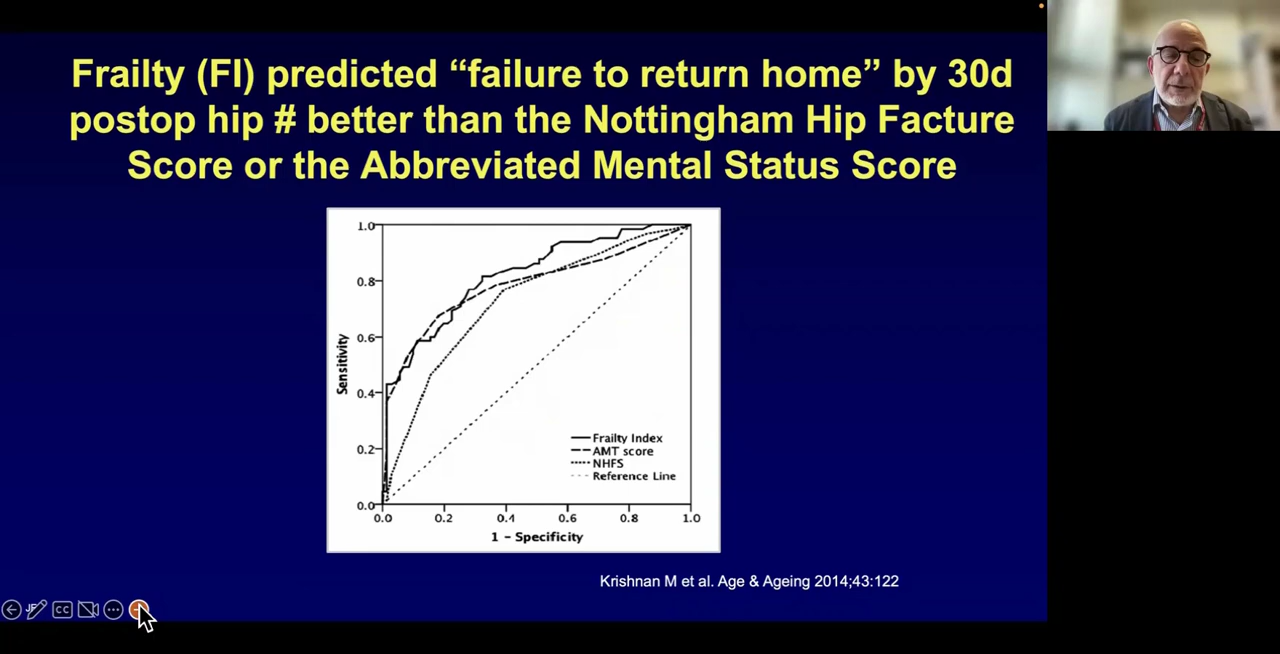 Frailty (FI) predicted “failure to return home” by 30d
postop hip # better than the Nottingham Hip Facture
Score or the Abbreviated Mental Status Score
1.0
0.8
0.6
0.4
0.2
0.0
Sensitivity
Frailty Index
AMT score
NHFS
Reference Line
0.0 0.2 0.4 0.6 0.8 1.0
1 - Specificity
Krishnan M et al. Age & Ageing 2014;43:122
CC